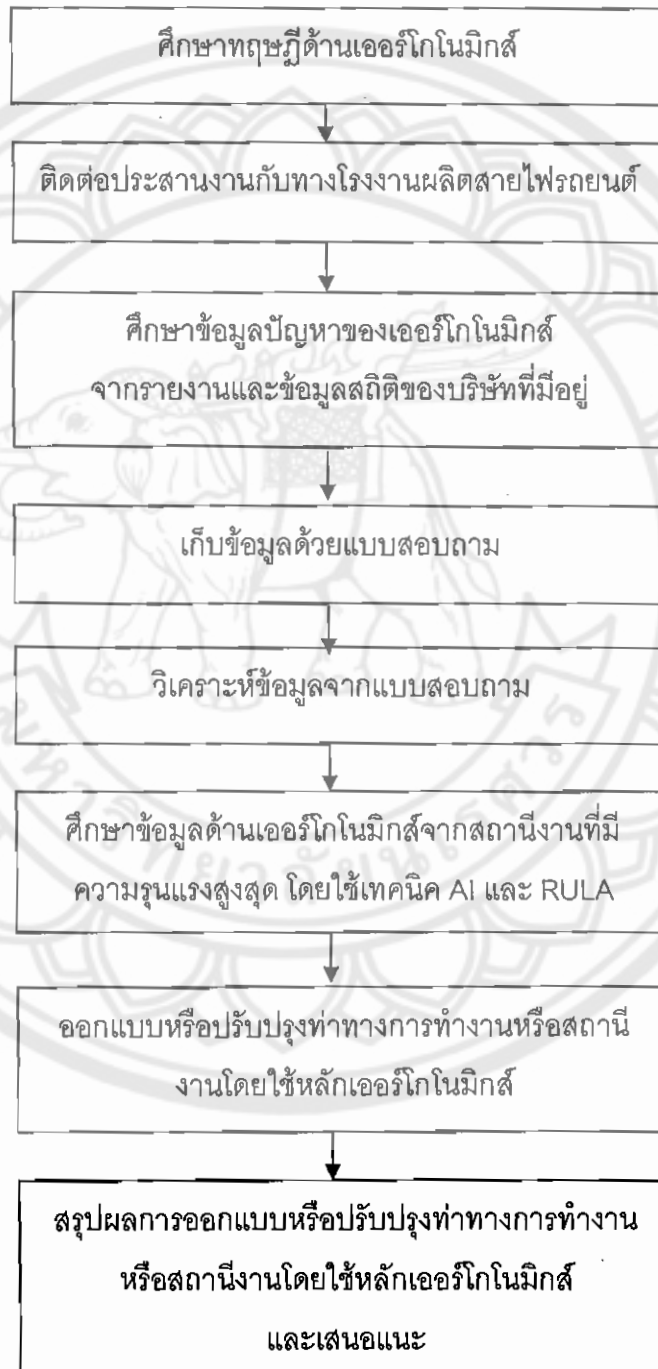 ศึกษาทฤษฎีด้านเออร์โกโนมิกส์
ติดต่อประสานงานกับทางโรงงานผลิตสายไฟรถยนต์
ศึกษาข้อมูลปัญหาของเออร์โกโนมิกส์
จากรายงานและข้อมูลสถิติของบริษัทที่มีอยู่
เก็บข้อมูลด้วยแบบสอบถาม
วิเคราะห์ข้อมูลจากแบบสอบถาม
ศึกษาข้อมูลด้านเออร์โกโนมิกส์จากสถานีงานที่มี
ความรุนแรงสูงสุด โดยใช้เทคนิค AI และ RULA
มหาวิทยาลัยนเรศวร
ออกแบบหรือปรับปรุงท่าทางการทำงานหรือสถานี
งานโดยใช้หลักเออร์โกโนมิกส์
สรุปผลการออกแบบหรือปรับปรุงท่าทางการทำงาน
หรือสถานีงานโดยใช้หลักเออร์โกโนมิกส์
และเสนอแนะ